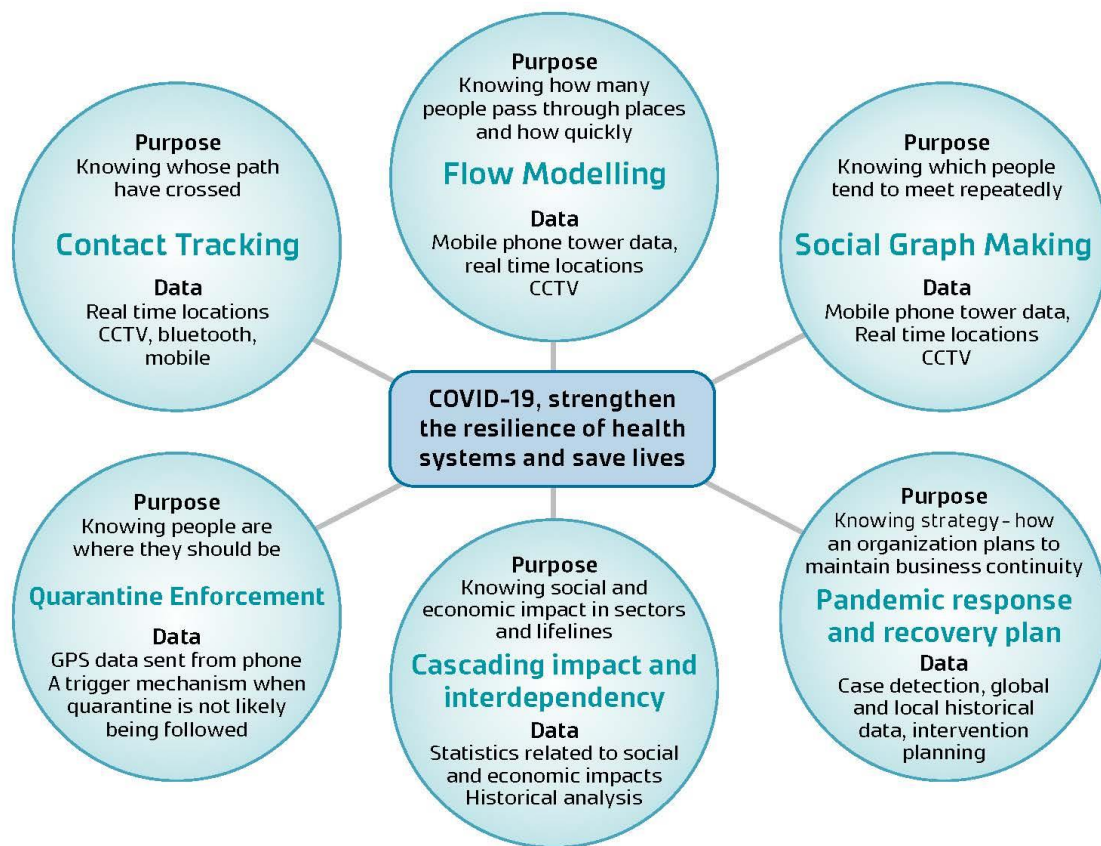 Purpose
Knowing whose path
have crossed
Contact Tracking
Data
Real time locations
CCTV, bluetooth,
mobile
Purpose
Knowing how many
people pass through places
and how quickly
Flow Modelling
Data
Mobile phone tower data,
real time locations
CCTV
Purpose
Knowing which people
tend to meet repeatedly
Social Graph Making
Data
Mobile phone tower data,
Real time locations
CCTV
COVID-19, strengthen
the resilience of health
systems and save lives
Purpose
Knowing people are
where they should be
Quarantine Enforcement
Data
GPS data sent from phone
A trigger mechanism when
quarantine is not likely
being followed
Purpose
Knowing social and
economic impact in sectors
and lifelines
Cascading impact and
interdependency
Data
Statistics related to social
and economic impacts
Historical analysis
Purpose
Knowing strategy - how
an organization plans to
maintain business continuity
Pandemic response
and recovery plan
Data
Case detection, global
and local historical
data, intervention
planning